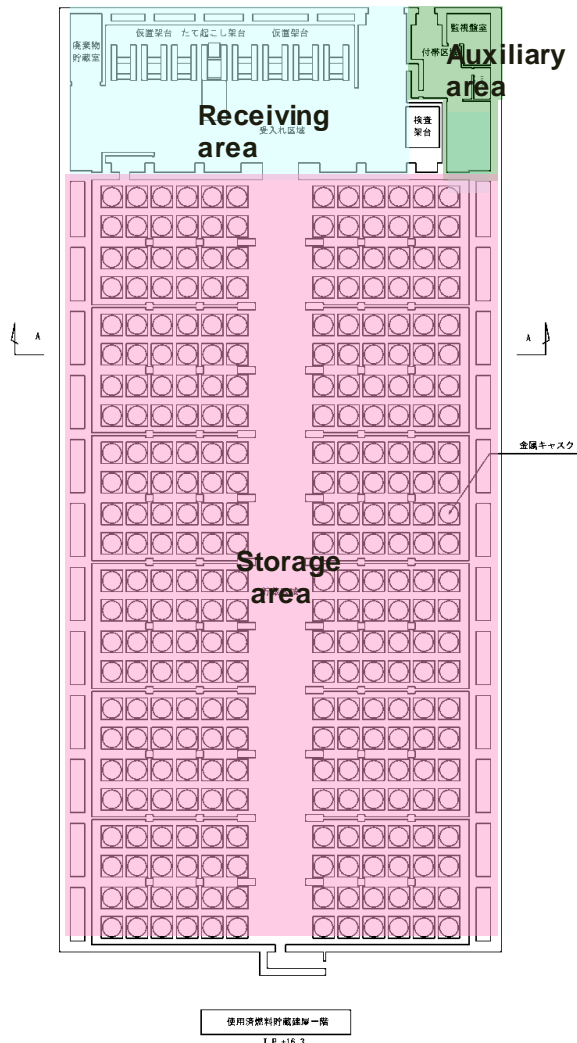 監視盤室
仮置架台 たて起こし架台 仮置架台
廃棄物
貯蔵室
付帯区域
Auxiliary
area
Receiving
area
受入れ区域
検査
架台
A
A
金属キャスク
Storage
area
使用済燃料貯蔵建屋一階
T.P.+16.3